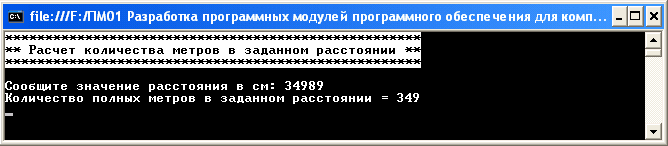 file:///F:/ПМ01 Разработка программных модулей программного обеспечения для комп...
****************************************************
** Расчет количества метров в заданном расстоянии **
****************************************************
Сообщите значение расстояния в см: 34989
Количество полных метров в заданном расстоянии = 349